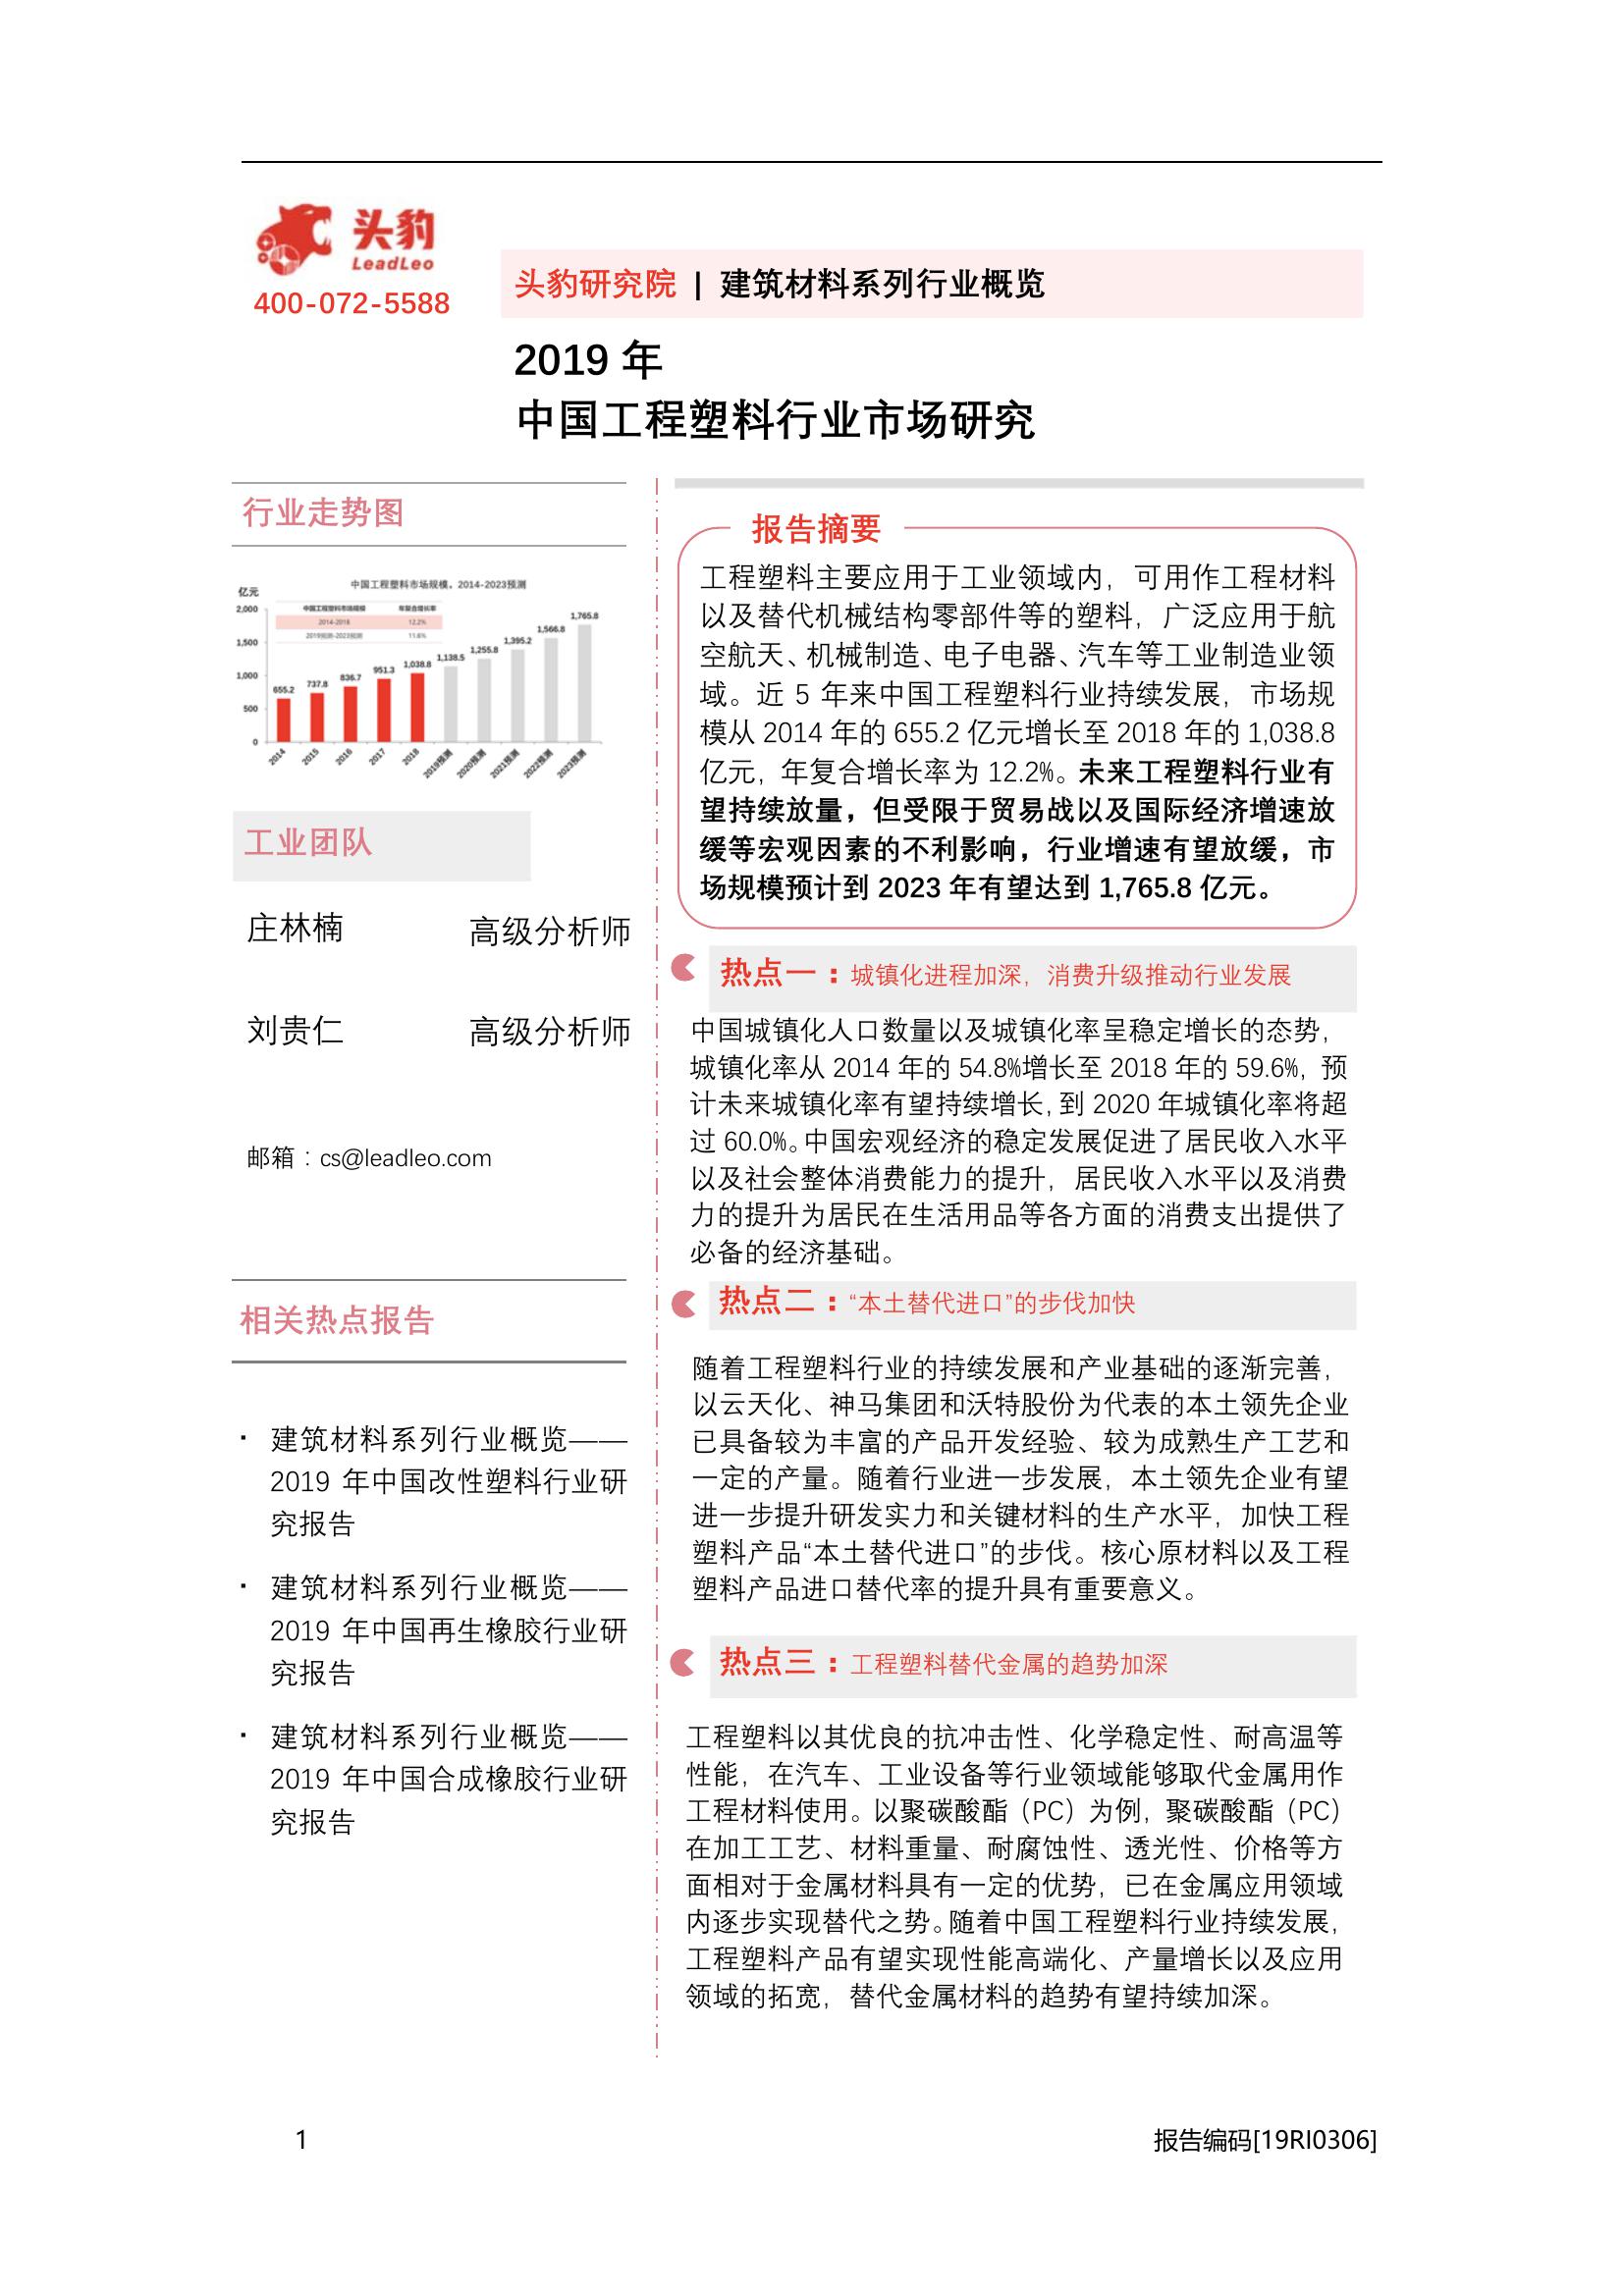 头豹
LeadLeo
400-072-5588
头豹研究院 | 建筑材料系列行业概览
2019 年
中国工程塑料行业市场研究
行业走势图
中国工程塑料市场规模，2014-2023预测
亿元
中国工程塑料市场规模 年复合增长率
2014-2018 12.2%
2019预测-2023预测 11.6%
2,000
1,500
1,000
500
0
655.2
737.8
836.7
951.3
1,038.8
1,138.5
1,255.8
1,395.2
1,566.8
1,765.8
2014
2015
2016
2017
2018
2019预测
2020预测
2021预测
2022预测
2023预测
工业团队
庄林楠 高级分析师
刘贵仁 高级分析师
邮箱：cs@leadleo.com
相关热点报告
· 建筑材料系列行业概览——
2019 年中国改性塑料行业研
究报告
· 建筑材料系列行业概览——
2019 年中国再生橡胶行业研
究报告
· 建筑材料系列行业概览——
2019 年中国合成橡胶行业研
究报告
报告摘要
工程塑料主要应用于工业领域内，可用作工程材料
以及替代机械结构零部件等的塑料，广泛应用于航
空航天、机械制造、电子电器、汽车等工业制造业领
域。近 5 年来中国工程塑料行业持续发展，市场规
模从 2014 年的 655.2 亿元增长至 2018 年的 1,038.8
亿元，年复合增长率为 12.2%。未来工程塑料行业有
望持续放量，但受限于贸易战以及国际经济增速放
缓等宏观因素的不利影响，行业增速有望放缓，市
场规模预计到 2023 年有望达到 1,765.8 亿元。
热点一：城镇化进程加深，消费升级推动行业发展
中国城镇化人口数量以及城镇化率呈稳定增长的态势，
城镇化率从 2014 年的 54.8%增长至 2018 年的 59.6%，预
计未来城镇化率有望持续增长，到 2020 年城镇化率将超
过 60.0%。中国宏观经济的稳定发展促进了居民收入水平
以及社会整体消费能力的提升，居民收入水平以及消费
力的提升为居民在生活用品等各方面的消费支出提供了
必备的经济基础。
热点二：“本土替代进口”的步伐加快
随着工程塑料行业的持续发展和产业基础的逐渐完善，
以云天化、神马集团和沃特股份为代表的本土领先企业
已具备较为丰富的产品开发经验、较为成熟生产工艺和
一定的产量。随着行业进一步发展，本土领先企业有望
进一步提升研发实力和关键材料的生产水平，加快工程
塑料产品“本土替代进口”的步伐。核心原材料以及工程
塑料产品进口替代率的提升具有重要意义。
热点三：工程塑料替代金属的趋势加深
工程塑料以其优良的抗冲击性、化学稳定性、耐高温等
性能，在汽车、工业设备等行业领域能够取代金属用作
工程材料使用。以聚碳酸酯（PC）为例，聚碳酸酯（PC）
在加工工艺、材料重量、耐腐蚀性、透光性、价格等方
面相对于金属材料具有一定的优势，已在金属应用领域
内逐步实现替代之势。随着中国工程塑料行业持续发展，
工程塑料产品有望实现性能高端化、产量增长以及应用
领域的拓宽，替代金属材料的趋势有望持续加深。
1
报告编码[19RI0306]